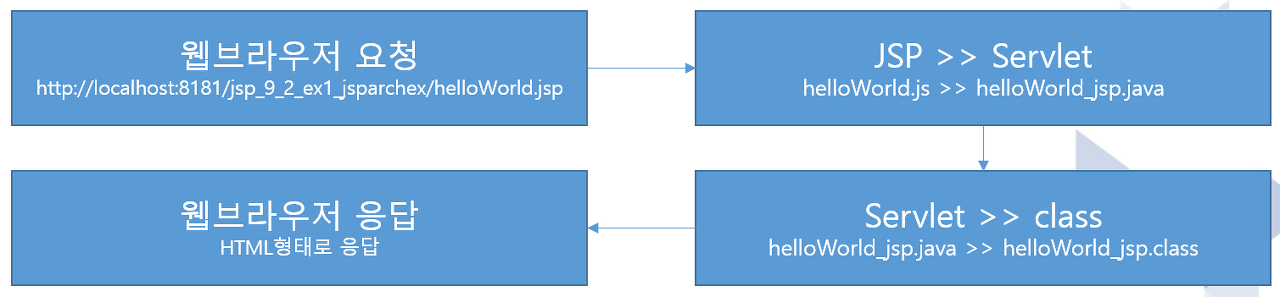 웹브라우저 요청
http://localhost:8181/jsp_9_2_ex1_jsparchex/helloWorld.jsp
JSP >> Servlet
helloWorld.js >> helloWorld_jsp.java
Servlet >> class
helloWorld_jsp.java >> helloWorld_jsp.class
웹브라우저 응답
HTML형태로 응답